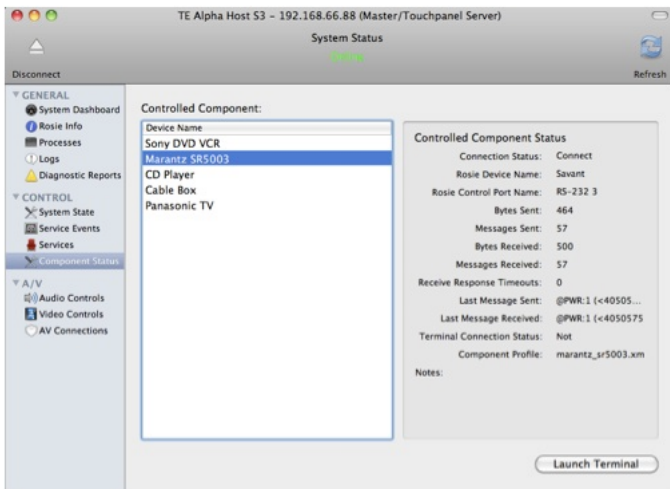 TE Alpha Host S3 – 192.168.66.88 (Master/Touchpanel Server)
System Status
Disconnect
Refresh
GENERAL
System Dashboard
Rosie Info
Processes
Logs
Diagnostic Reports
CONTROL
System State
Service Events
Services
Component Status
A/V
Audio Controls
Video Controls
AV Connections
Controlled Component:
Device Name
Sony DVD VCR
Marantz SR5003
CD Player
Cable Box
Panasonic TV
Controlled Component Status
Connection Status: Connect
Rosie Device Name: Savant
Rosie Control Port Name: RS-232 3
Bytes Sent: 464
Messages Sent: 57
Bytes Received: 500
Messages Received: 57
Receive Response Timeouts: 0
Last Message Sent: @PWR:1 (<40505...
Last Message Received: @PWR:1 (<4050575
Terminal Connection Status: Not
Component Profile: marantz_sr5003.xm
Notes:
Launch Terminal